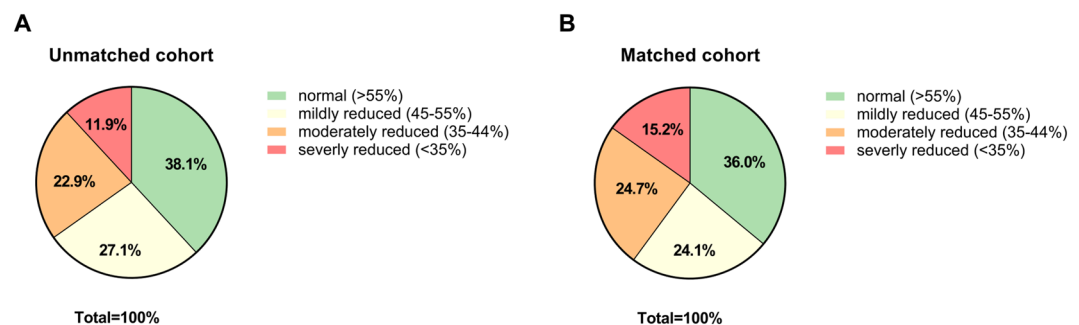 A
Unmatched cohort
11.9%
38.1%
22.9%
27.1%
Total=100%
normal (>55%)
mildly reduced (45-55%)
moderately reduced (35-44%)
severly reduced (<35%)
B
Matched cohort
15.2%
36.0%
24.7%
24.1%
Total=100%
normal (>55%)
mildly reduced (45-55%)
moderately reduced (35-44%)
severly reduced (<35%)